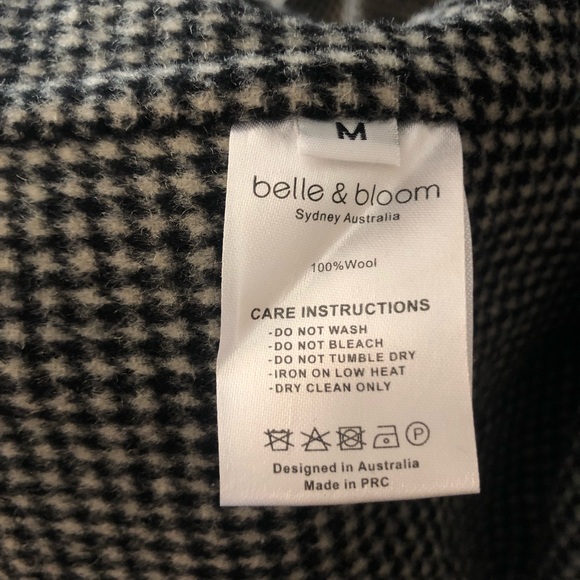 M
belle & bloom
Sydney Australia
100%Wool
CARE INSTRUCTIONS
-DO NOT WASH
-DO NOT BLEACH
-DO NOT TUMBLE DRY
-IRON ON LOW HEAT
-DRY CLEAN ONLY
P
Designed in Australia
Made in PRC